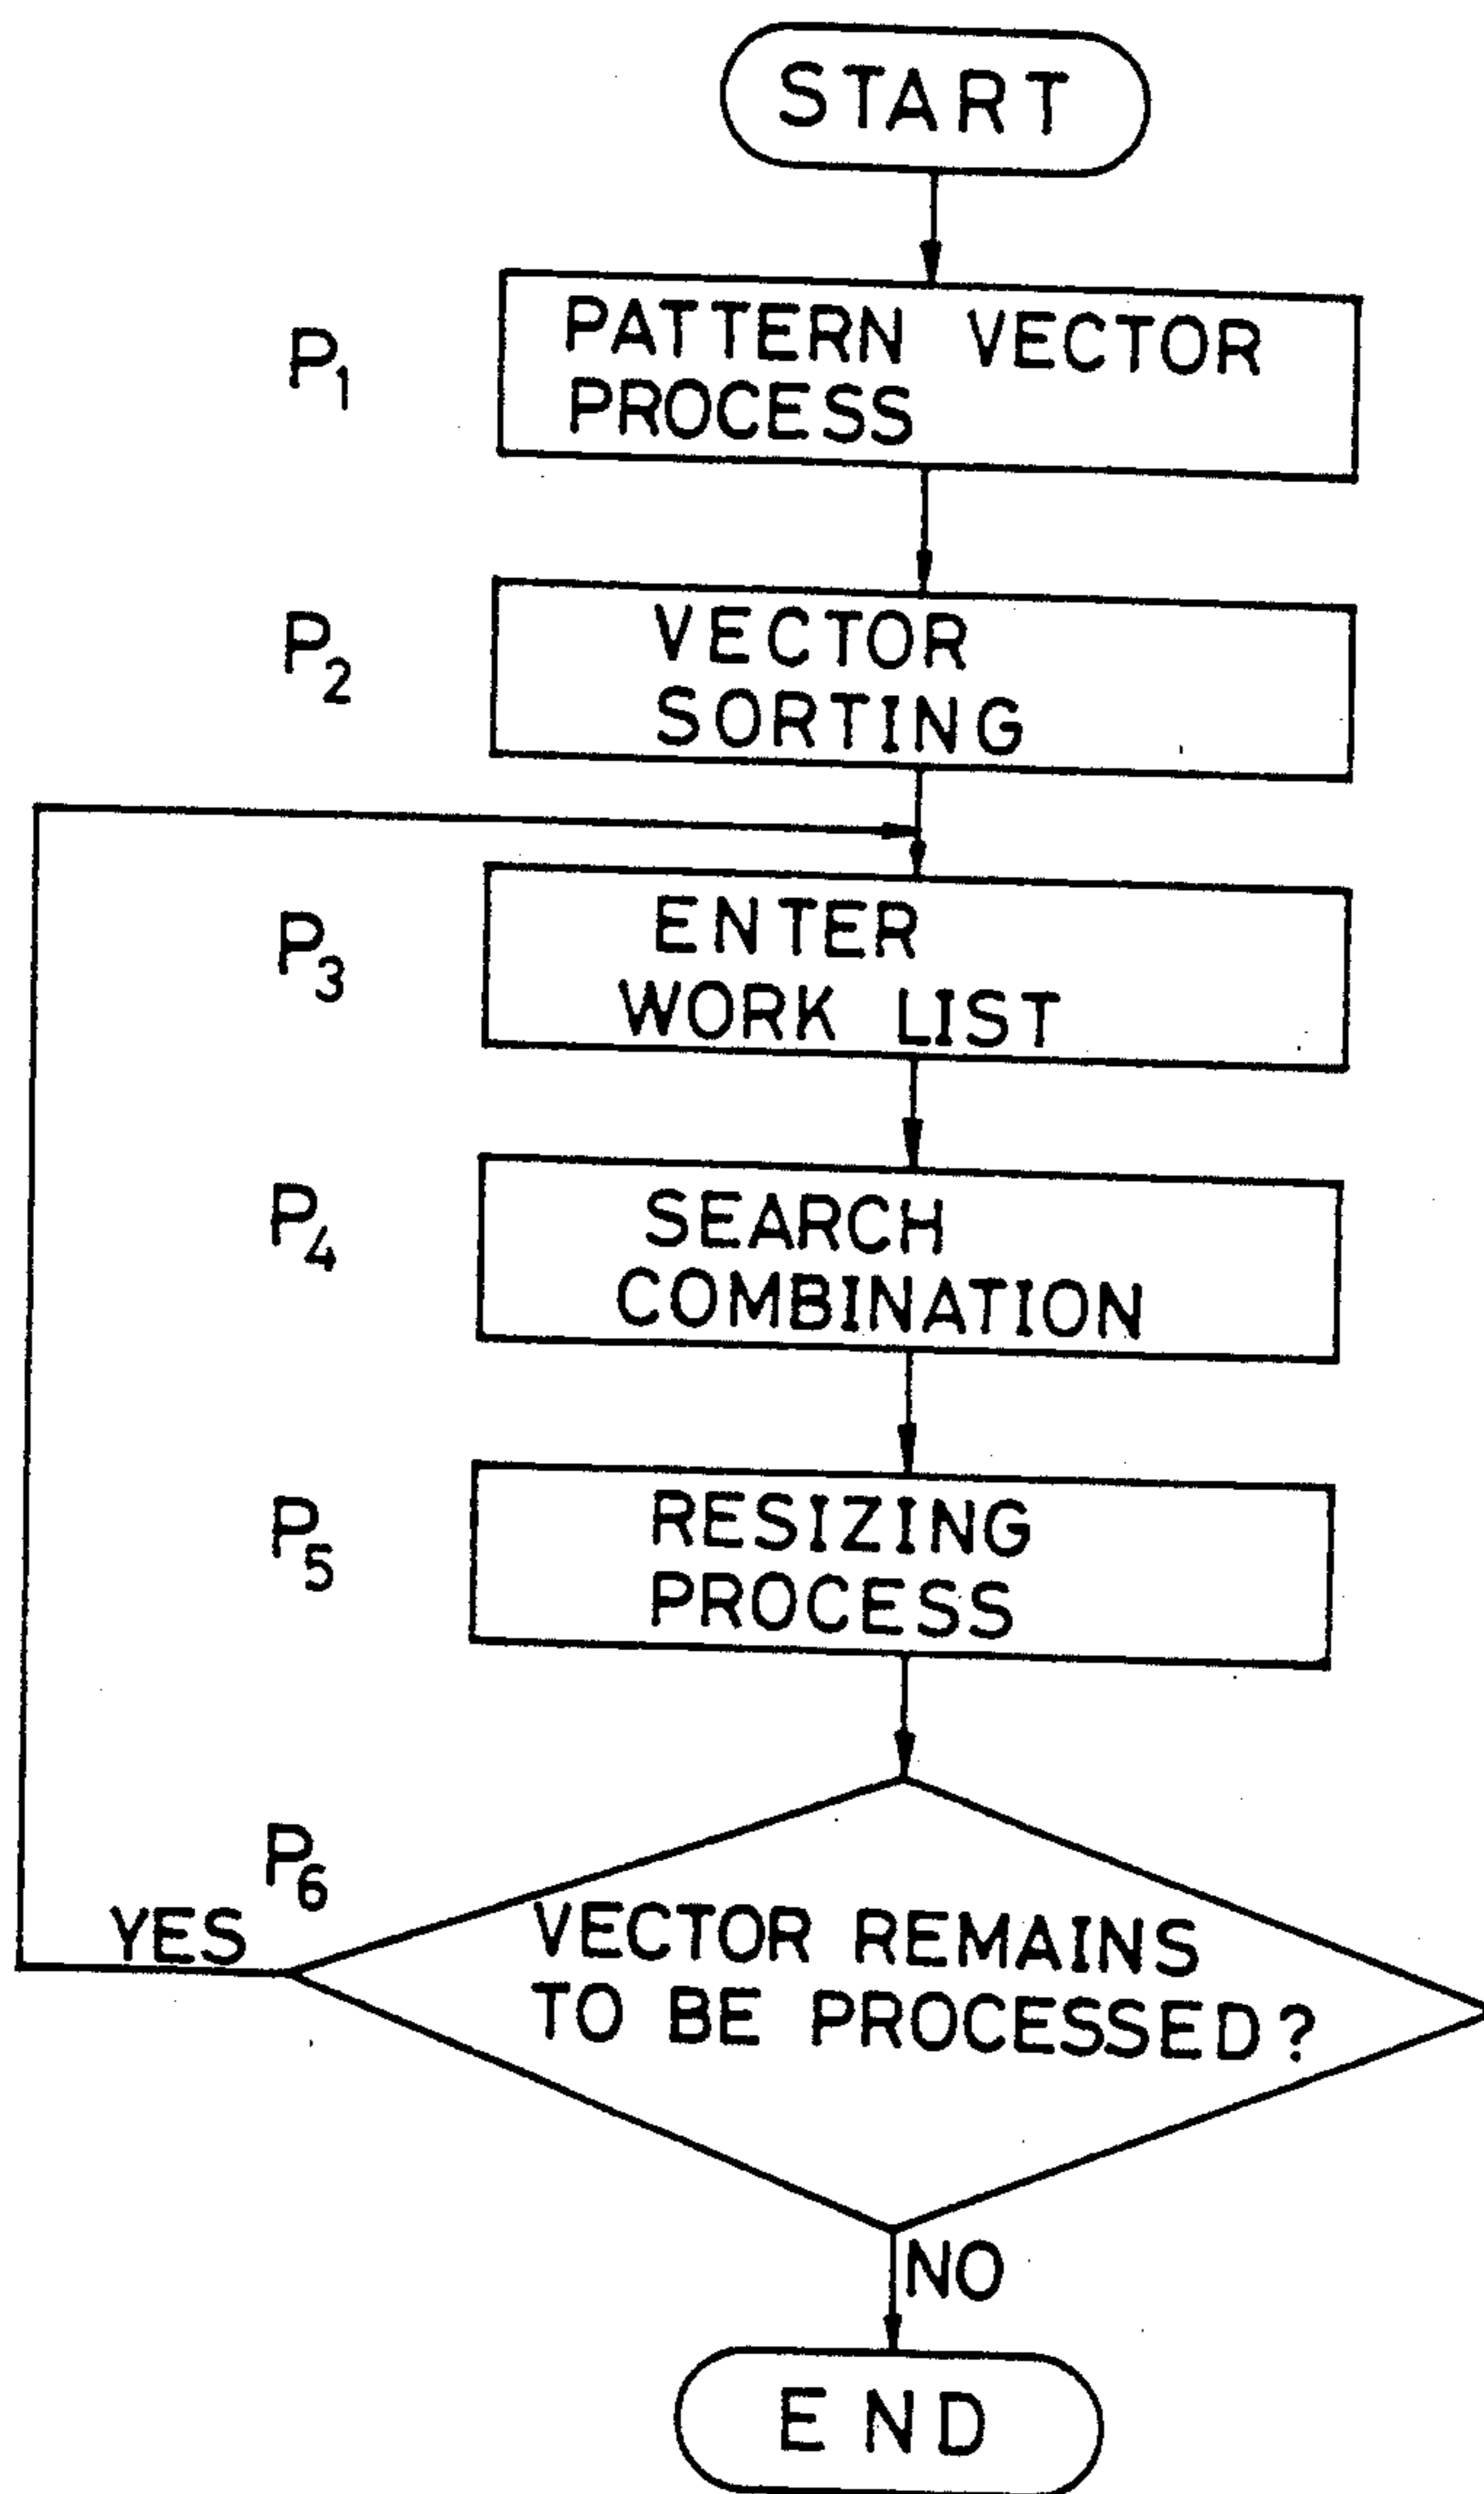 START
P1
PATTERN VECTOR
PROCESS
P2
VECTOR
SORTING
P3
ENTER
WORK LIST
P4
SEARCH
COMBINATION
P5
RESIZING
PROCESS
P6
YES
VECTOR REMAINS
TO BE PROCESSED?
NO
END